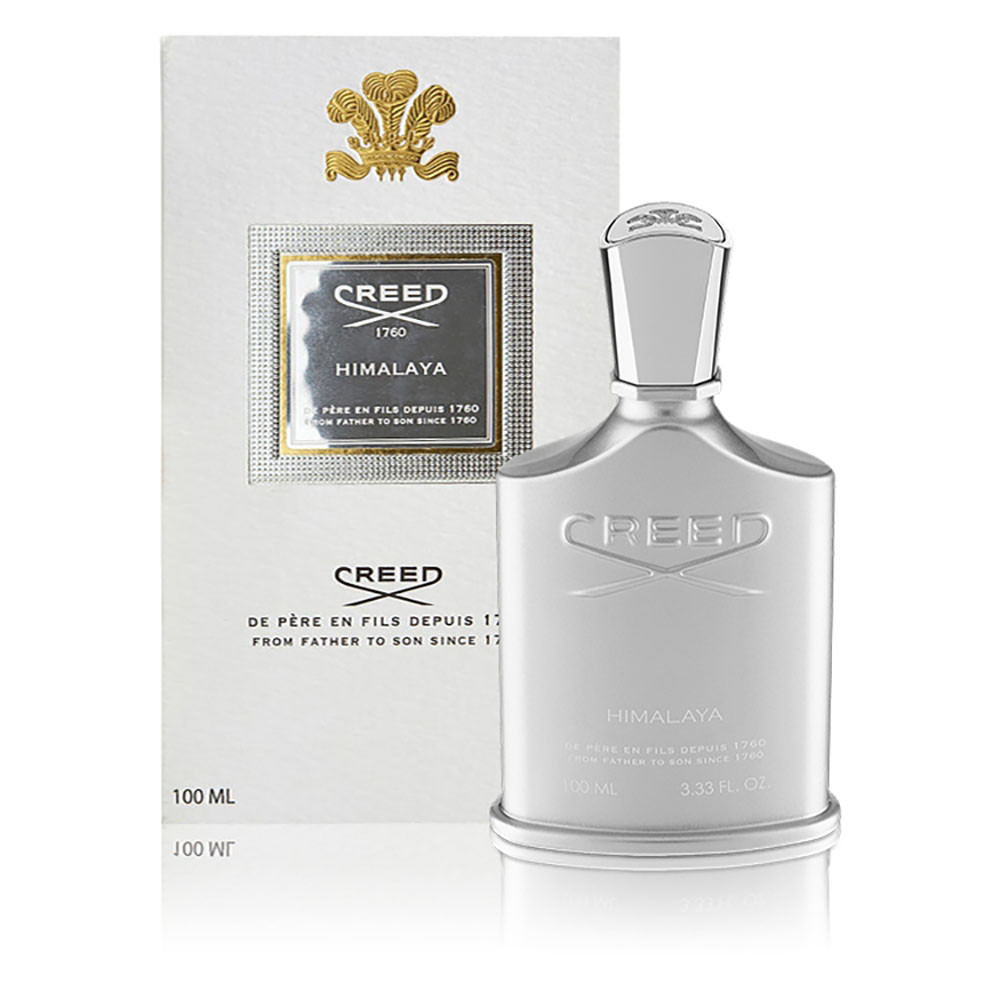 CREED
1760
HIMALAYA
DE PÈRE EN FILS DEPUIS 1760
FROM FATHER TO SON SINCE 1760
CREED
DE PÈRE EN FILS DEPUIS 17
FROM FATHER TO SON SINCE 17
100 ML
CREED
HIMALAYA
DE PÈRE EN FILS DEPUIS 1760
FROM FATHER TO SON SINCE 1760
100 ML 3.33 FL. OZ.